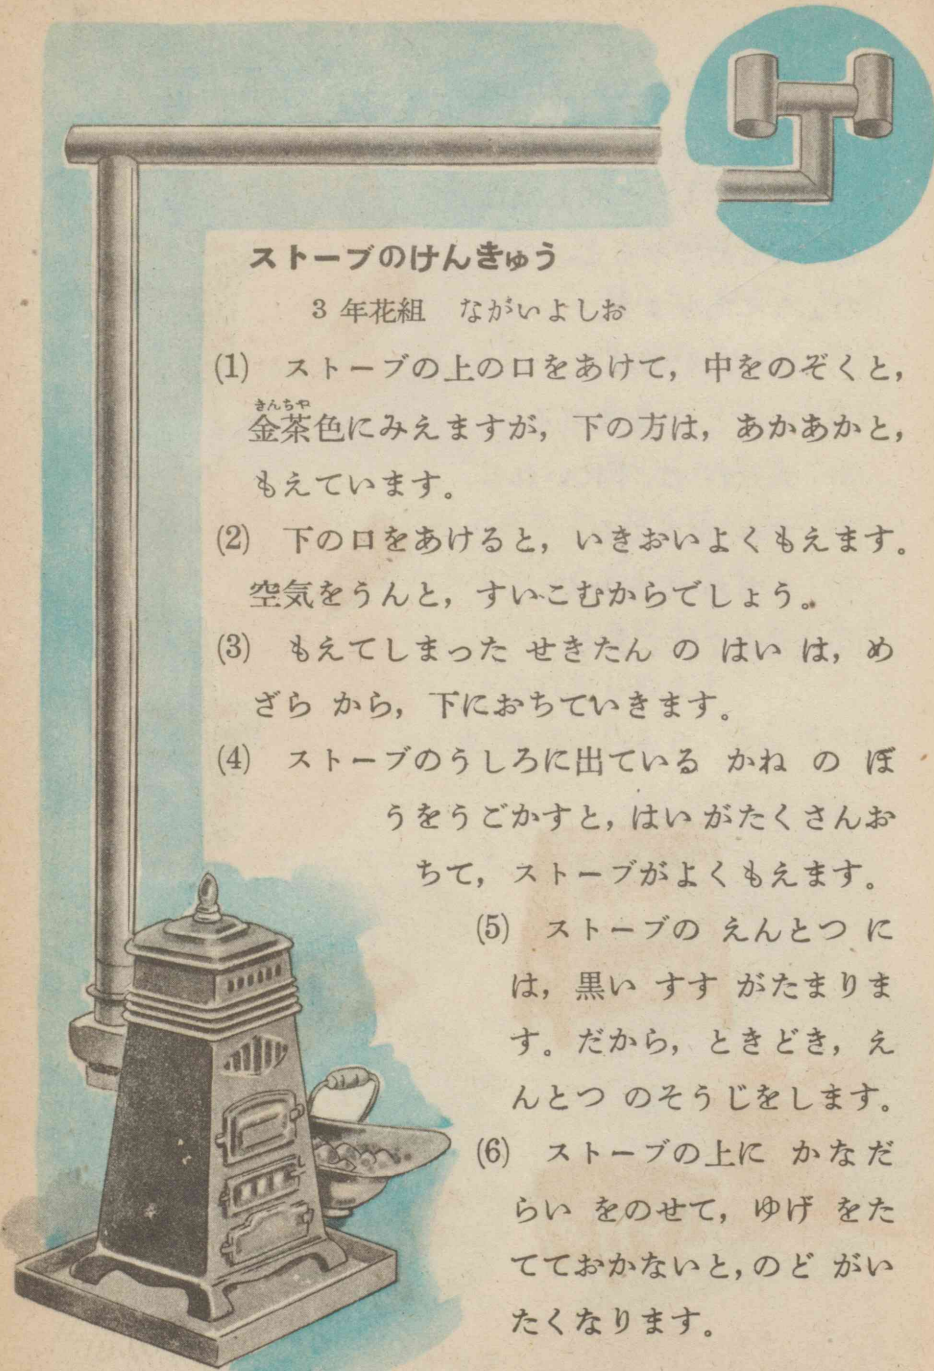 ストーブのけんきゅう
3 年花組　ながいよしお
(1)　ストーブの上の口をあけて，中をのぞくと，
きんちや
金茶色にみえますが，下の方は，あかあかと，
もえています。
(2)　下の口をあけると，いきおいよくもえます。
空気をうんと，すいこむからでしょう。
(3)　もえてしまった せきたん の はい は，め
ざら から，下におちていきます。
(4)　ストーブのうしろに出ている かね の ぼ
うをうごかすと，はい がたくさんお
ちて，ストーブがよくもえます。
(5)　ストーブの えんとつ に
は，黒い すす がたまりま
す。だから，ときどき，え
んとつ のそうじをします。
(6)　ストーブの上に かなだ
らい をのせて，ゆげ をた
てておかないと，のど がい
たくなります。